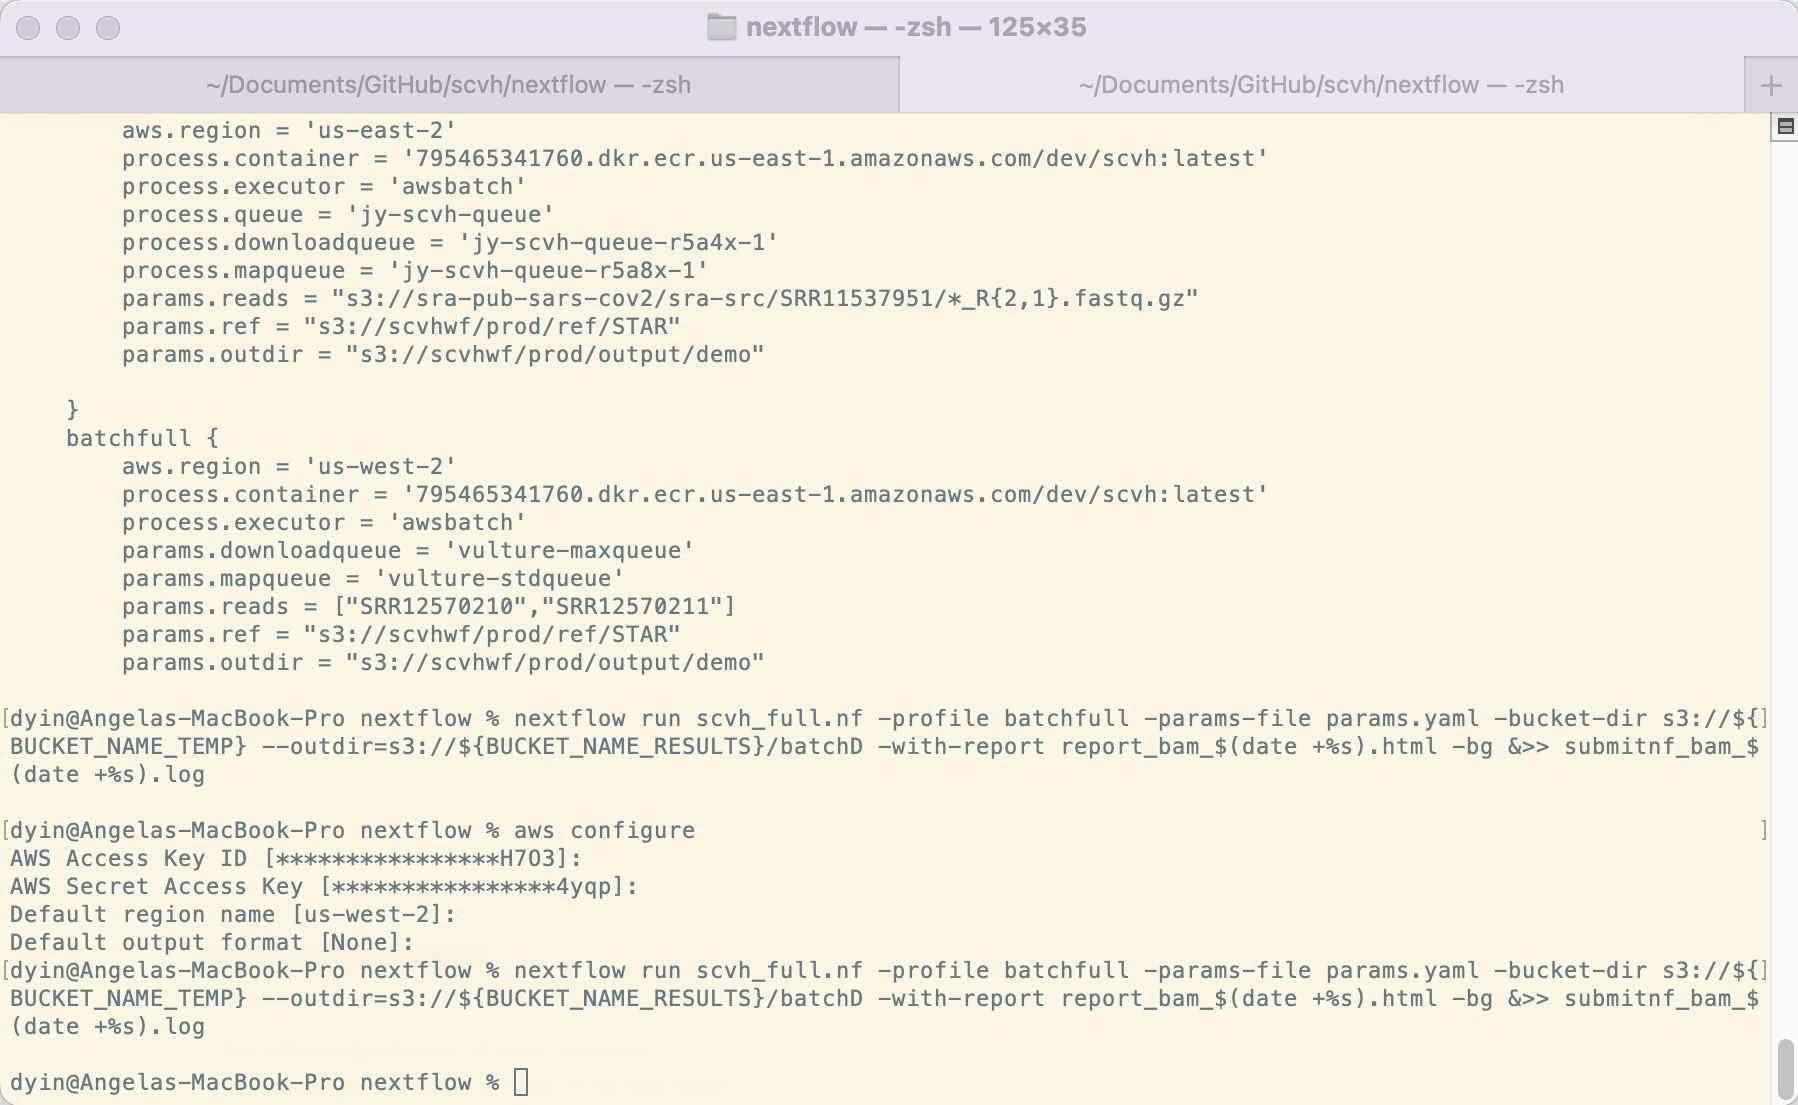 nextflow — -zsh — 125×35
~/Documents/GitHub/scvh/nextflow — -zsh
~/Documents/GitHub/scvh/nextflow — -zsh
+
aws.region = 'us-east-2'
process.container = '795465341760.dkr.ecr.us-east-1.amazonaws.com/dev/scvh:latest'
process.executor = 'awsbatch'
process.queue = 'jy-scvh-queue'
process.downloadqueue = 'jy-scvh-queue-r5a4x-1'
process.mapqueue = 'jy-scvh-queue-r5a8x-1'
params.reads = "s3://sra-pub-sars-cov2/sra-src/SRR11537951/*_R{2,1}.fastq.gz"
params.ref = "s3://scvhwf/prod/ref/STAR"
params.outdir = "s3://scvhwf/prod/output/demo"
}
batchfull {
aws.region = 'us-west-2'
process.container = '795465341760.dkr.ecr.us-east-1.amazonaws.com/dev/scvh:latest'
process.executor = 'awsbatch'
params.downloadqueue = 'vulture-maxqueue'
params.mapqueue = 'vulture-stdqueue'
params.reads = ["SRR12570210","SRR12570211"]
params.ref = "s3://scvhwf/prod/ref/STAR"
params.outdir = "s3://scvhwf/prod/output/demo"
[dyin@Angelas-MacBook-Pro nextflow % nextflow run scvh_full.nf -profile batchfull -params-file params.yaml -bucket-dir s3://${]
BUCKET_NAME_TEMP} --outdir=s3://${BUCKET_NAME_RESULTS}/batchD -with-report report_bam_$(date +%s).html -bg &>> submitnf_bam_$
(date +%s).log
[dyin@Angelas-MacBook-Pro nextflow % aws configure ]
AWS Access Key ID [****************H7O3]:
AWS Secret Access Key [****************4yqp]:
Default region name [us-west-2]:
Default output format [None]:
[dyin@Angelas-MacBook-Pro nextflow % nextflow run scvh_full.nf -profile batchfull -params-file params.yaml -bucket-dir s3://${]
BUCKET_NAME_TEMP} --outdir=s3://${BUCKET_NAME_RESULTS}/batchD -with-report report_bam_$(date +%s).html -bg &>> submitnf_bam_$
(date +%s).log
dyin@Angelas-MacBook-Pro nextflow %